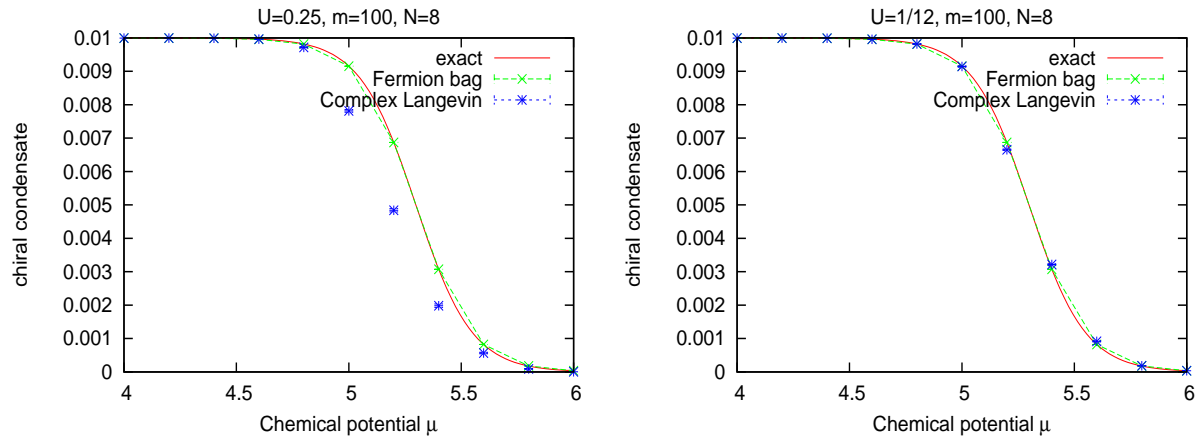 U=0.25, m=100, N=8
0.01
0.009
0.008
0.007
0.006
0.005
0.004
0.003
0.002
0.001
0
4
4.5
5
5.5
6
chiral condensate
Chemical potential μ
exact
Fermion bag
Complex Langevin
U=1/12, m=100, N=8
0.01
0.009
0.008
0.007
0.006
0.005
0.004
0.003
0.002
0.001
0
4
4.5
5
5.5
6
chiral condensate
Chemical potential μ
exact
Fermion bag
Complex Langevin